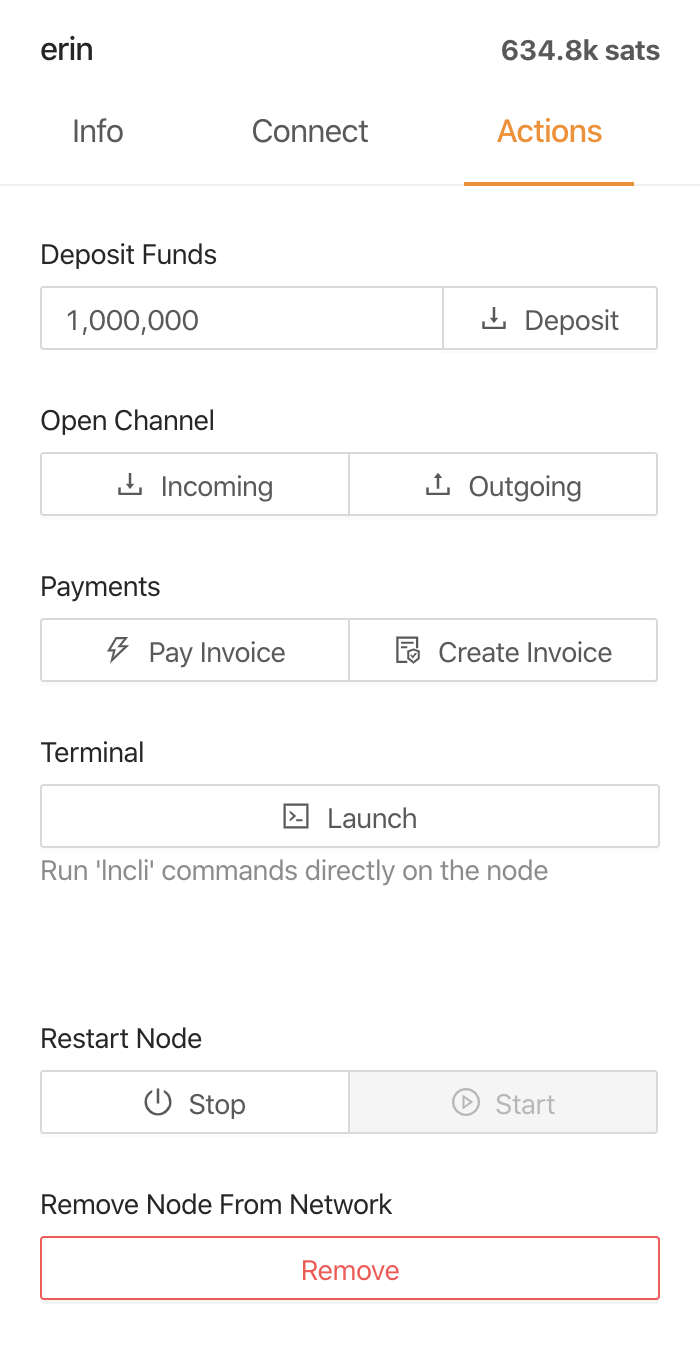 erin
634.8k sats
Info
Connect
Actions
Deposit Funds
1,000,000
Deposit
Open Channel
Incoming
Outgoing
Payments
Pay Invoice
Create Invoice
Terminal
Launch
Run 'lncli' commands directly on the node
Restart Node
Stop
Start
Remove Node From Network
Remove